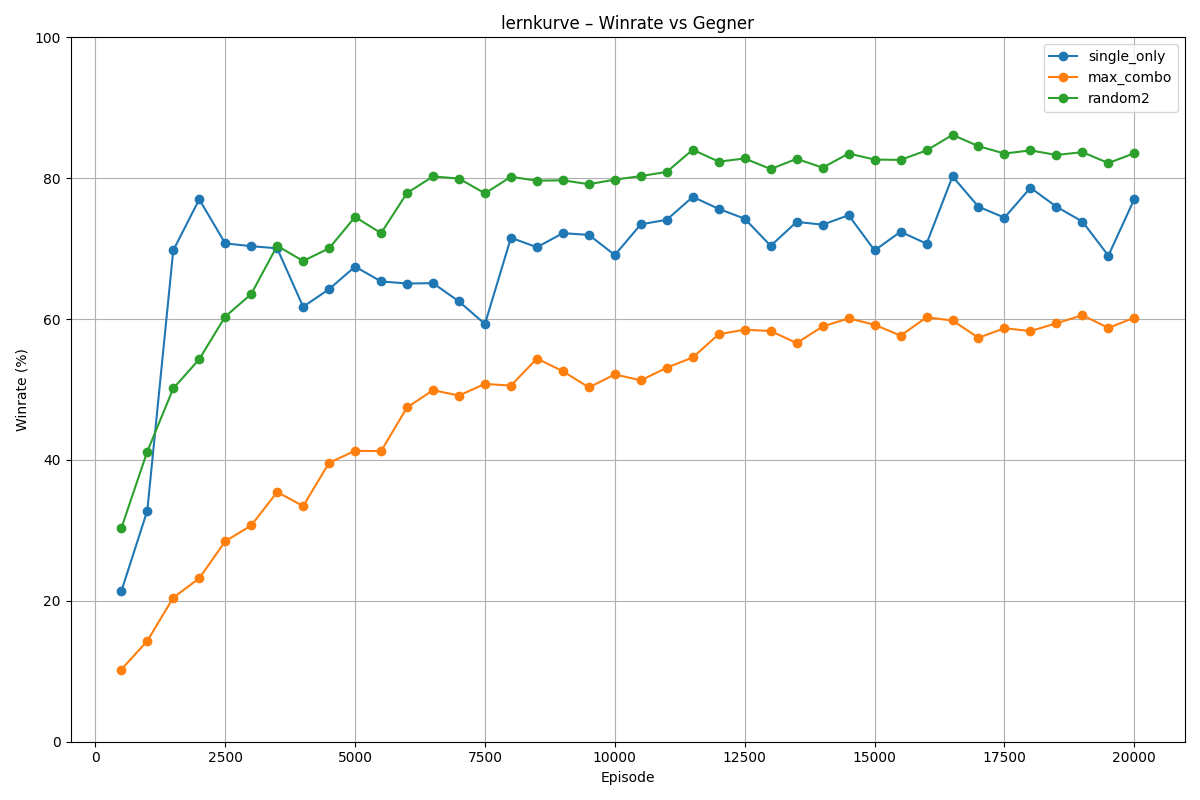 lernkurve – Winrate vs Gegner
single_only
max_combo
random2
Winrate (%)
100
80
60
40
20
0
0 2500 5000 7500 10000 12500 15000 17500 20000
Episode